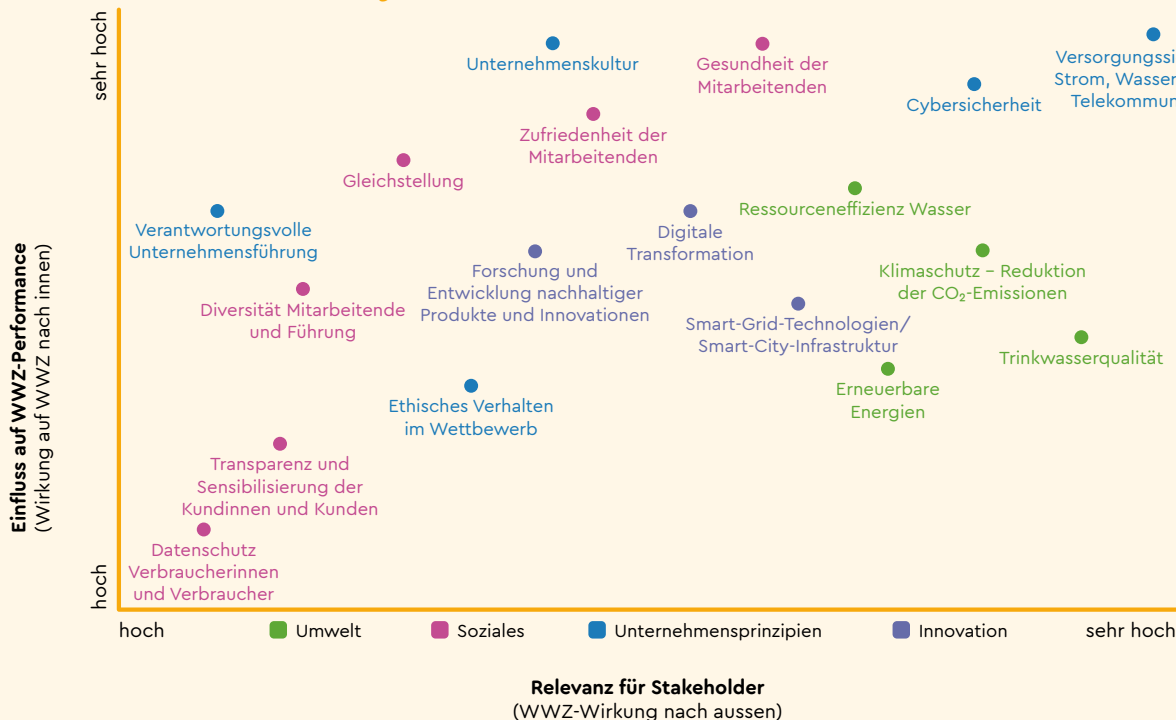 sehr hoch
Unternehmenskultur
Gesundheit der
Mitarbeitenden
Strom, Wasser
Cybersicherheit
Zufriedenheit der
Mitarbeitenden
Gleichstellung
Ressourceneffizienz Wasser
Verantwortungsvolle
Unternehmensführung
Digitale
Transformation
Forschung und
Entwicklung nachhaltiger
Produkte und Innovationen
Klimaschutz – Reduktion
der CO₂-Emissionen
Diversität Mitarbeitende
und Führung
Smart-Grid-Technologien/
Smart-City-Infrastruktur
Trinkwasserqualität
Erneuerbare
Energien
Ethisches Verhalten
im Wettbewerb
Transparenz und
Sensibilisierung der
Kundinnen und Kunden
Datenschutz
Verbraucherinnen
und Verbraucher
Einfluss auf WWZ-Performance
(Wirkung auf WWZ nach innen)
hoch
hoch
Umwelt
Soziales
Unternehmensprinzipien
Innovation
sehr hoch
Relevanz für Stakeholder
(WWZ-Wirkung nach aussen)